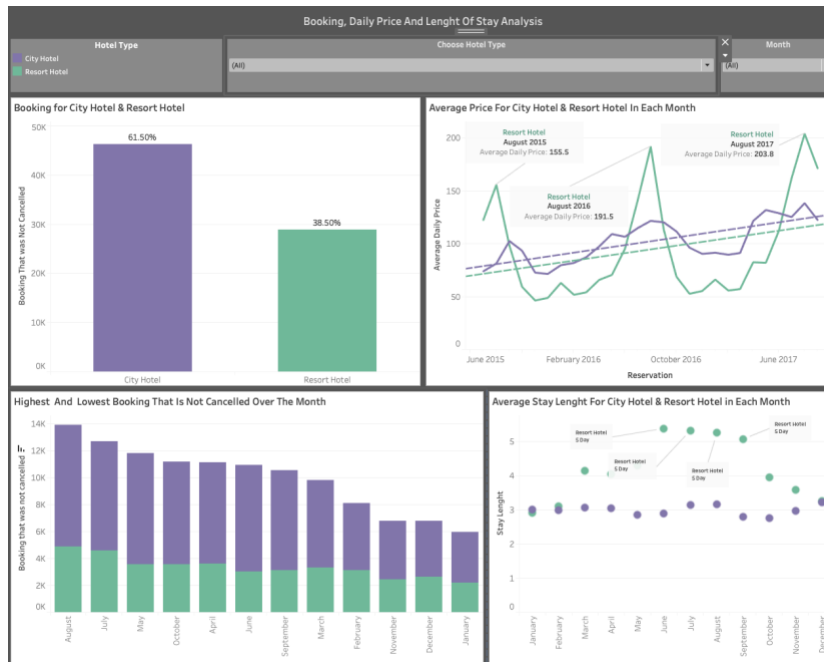 Booking, Daily Price And Lenght Of Stay Analysis
Hotel Type
City Hotel
Resort Hotel
Choose Hotel Type
(All)
Month
(All)
Booking for City Hotel & Resort Hotel
Booking That was Not Cancelled
50K
40K
30K
20K
10K
0K
61.50%
38.50%
City Hotel
Resort Hotel
Average Price For City Hotel & Resort Hotel In Each Month
Average Daily Price
200
150
100
50
0
Resort Hotel
August 2015
Average Daily Price: 155.5
Resort Hotel
August 2016
Average Daily Price: 191.5
Resort Hotel
August 2017
Average Daily Price: 203.8
June 2015
February 2016
October 2016
June 2017
Reservation
Highest And Lowest Booking That Is Not Cancelled Over The Month
Booking that was not cancelled
14K
12K
10K
8K
6K
4K
2K
0K
August
July
May
October
April
June
September
March
February
November
December
January
Average Stay Lenght For City Hotel & Resort Hotel in Each Month
Stay Lenght
5
4
3
2
1
0
Resort Hotel
5 Day
Resort Hotel
5 Day
Resort Hotel
5 Day
Resort Hotel
5 Day
January
February
March
April
May
June
July
August
September
October
November
December